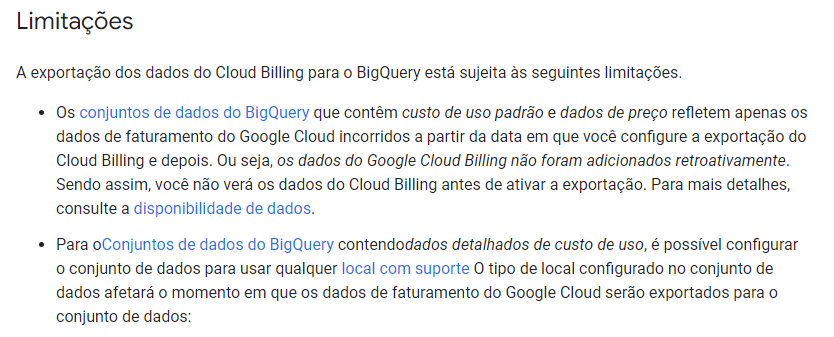 Limitações
A exportação dos dados do Cloud Billing para o BigQuery está sujeita às seguintes limitações.
• Os conjuntos de dados do BigQuery que contêm custo de uso padrão e dados de preço refletem apenas os
dados de faturamento do Google Cloud incorridos a partir da data em que você configure a exportação do
Cloud Billing e depois. Ou seja, os dados do Google Cloud Billing não foram adicionados retroativamente.
Sendo assim, você não verá os dados do Cloud Billing antes de ativar a exportação. Para mais detalhes,
consulte a disponibilidade de dados.
• Para oConjuntos de dados do BigQuery contendodados detalhados de custo de uso, é possível configurar
o conjunto de dados para usar qualquer local com suporte O tipo de local configurado no conjunto de
dados afetará o momento em que os dados de faturamento do Google Cloud serão exportados para o
conjunto de dados: